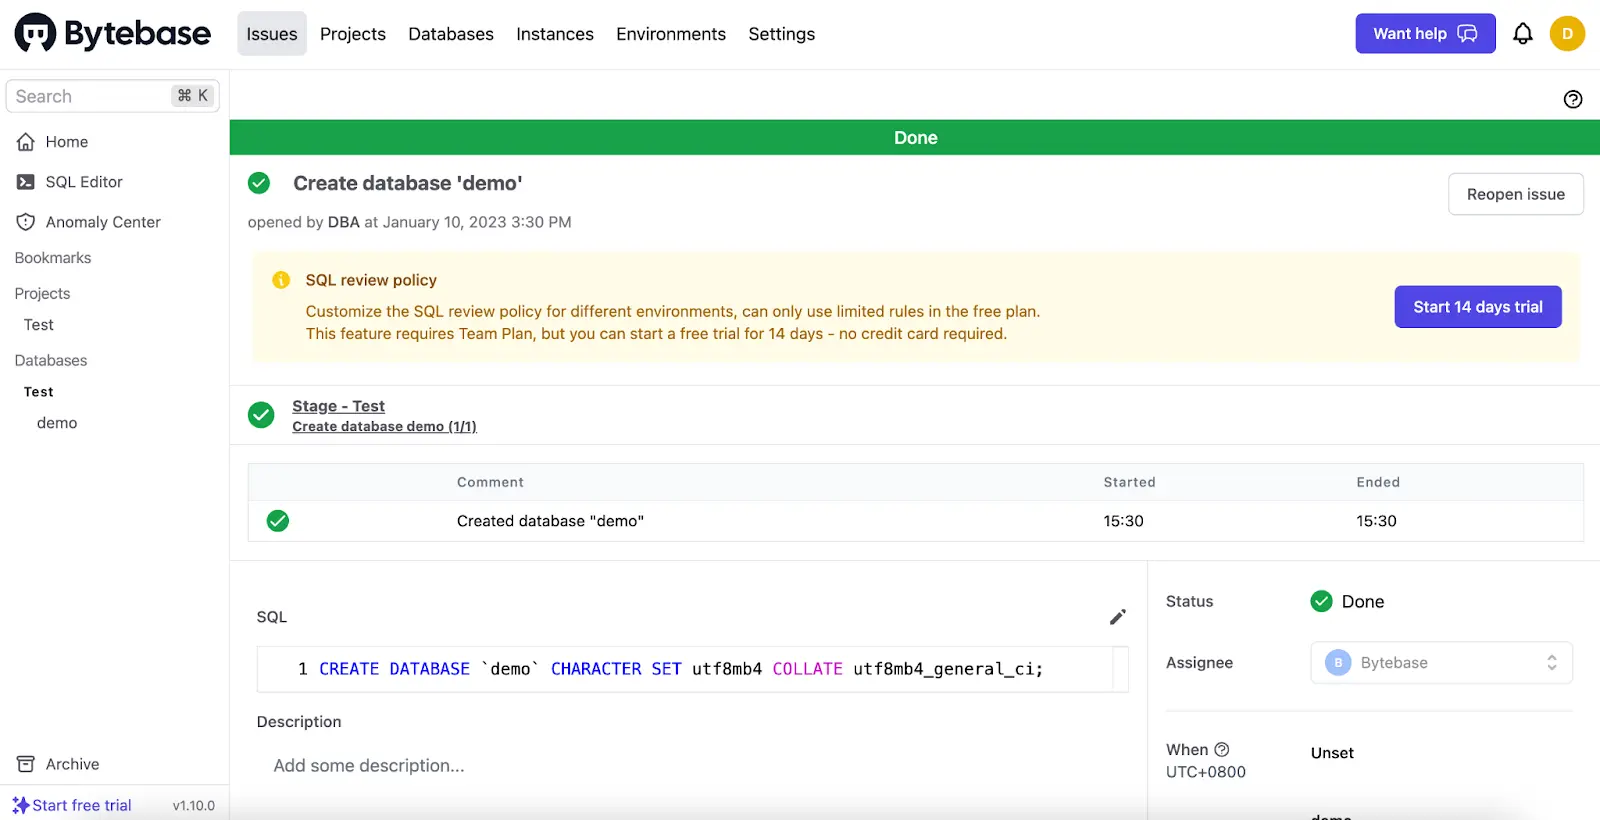 Bytebase
Issues Projects Databases Instances Environments Settings
Want help
D
Search ⌘ K
Home
SQL Editor
Anomaly Center
Bookmarks
Projects
Test
Databases
Test
demo
Archive
Start free trial v1.10.0
Done
Create database 'demo'
Reopen issue
opened by DBA at January 10, 2023 3:30 PM
SQL review policy
Customize the SQL review policy for different environments, can only use limited rules in the free plan.
This feature requires Team Plan, but you can start a free trial for 14 days - no credit card required.
Start 14 days trial
Stage - Test
Create database demo (1/1)
Comment Started Ended
Created database "demo" 15:30 15:30
SQL
1 CREATE DATABASE `demo` CHARACTER SET utf8mb4 COLLATE utf8mb4_general_ci;
Description
Add some description...
Status Done
Assignee B Bytebase
When Unset
UTC+0800
demo